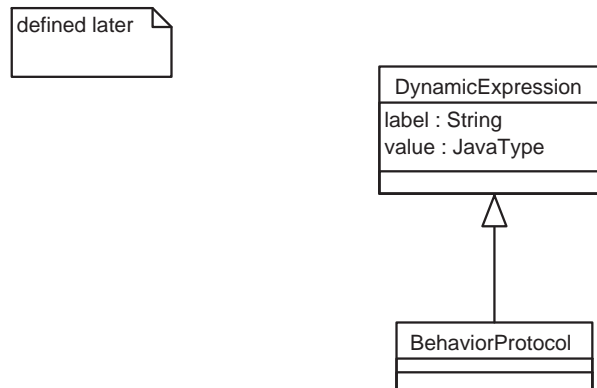 defined later
DynamicExpression
label : String
value : JavaType
BehaviorProtocol